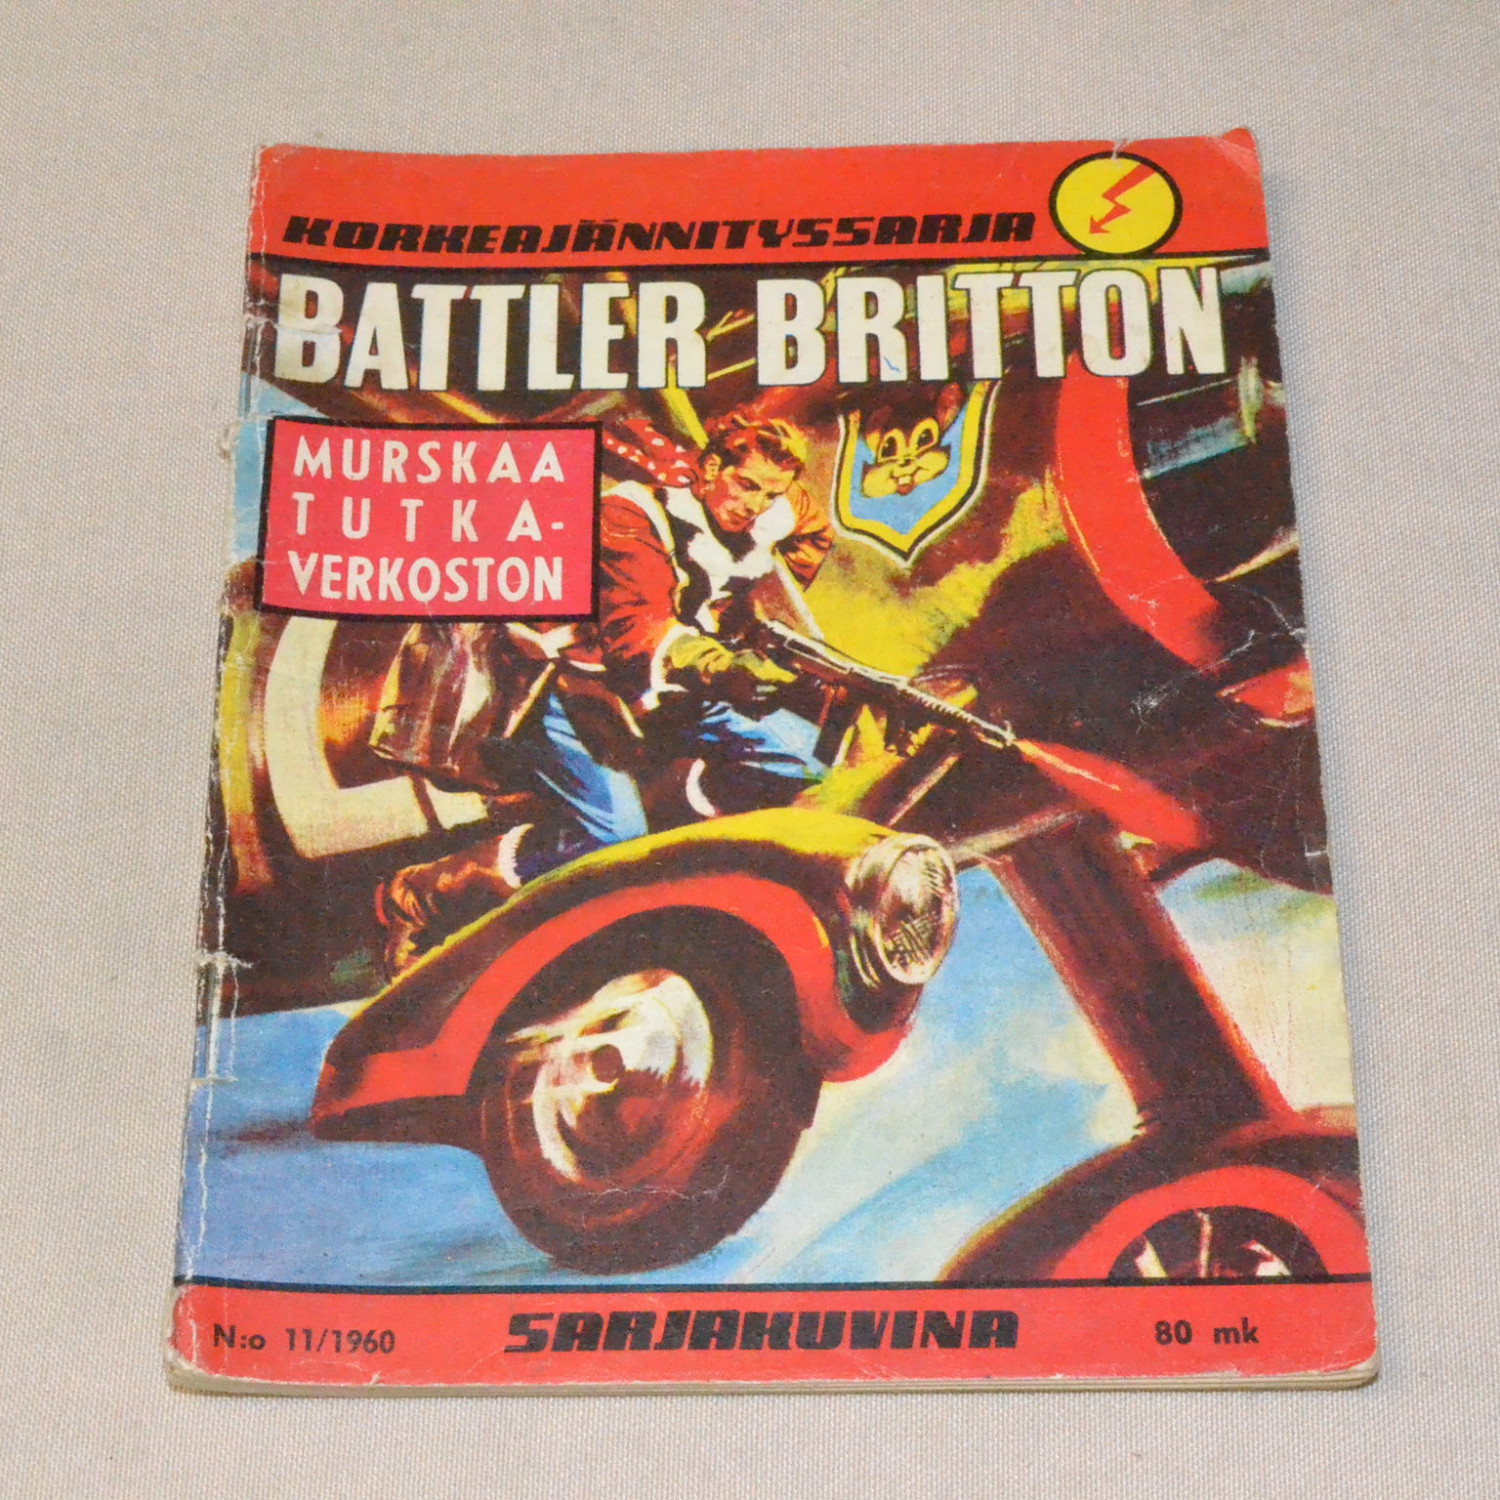 KORKEAJÄNNITYSSARJA
BATTLER BRITTON
MURSKAA
TUTKA-
VERKOSTON
N:o 11/1960 SARJAKUVINA 80 mk